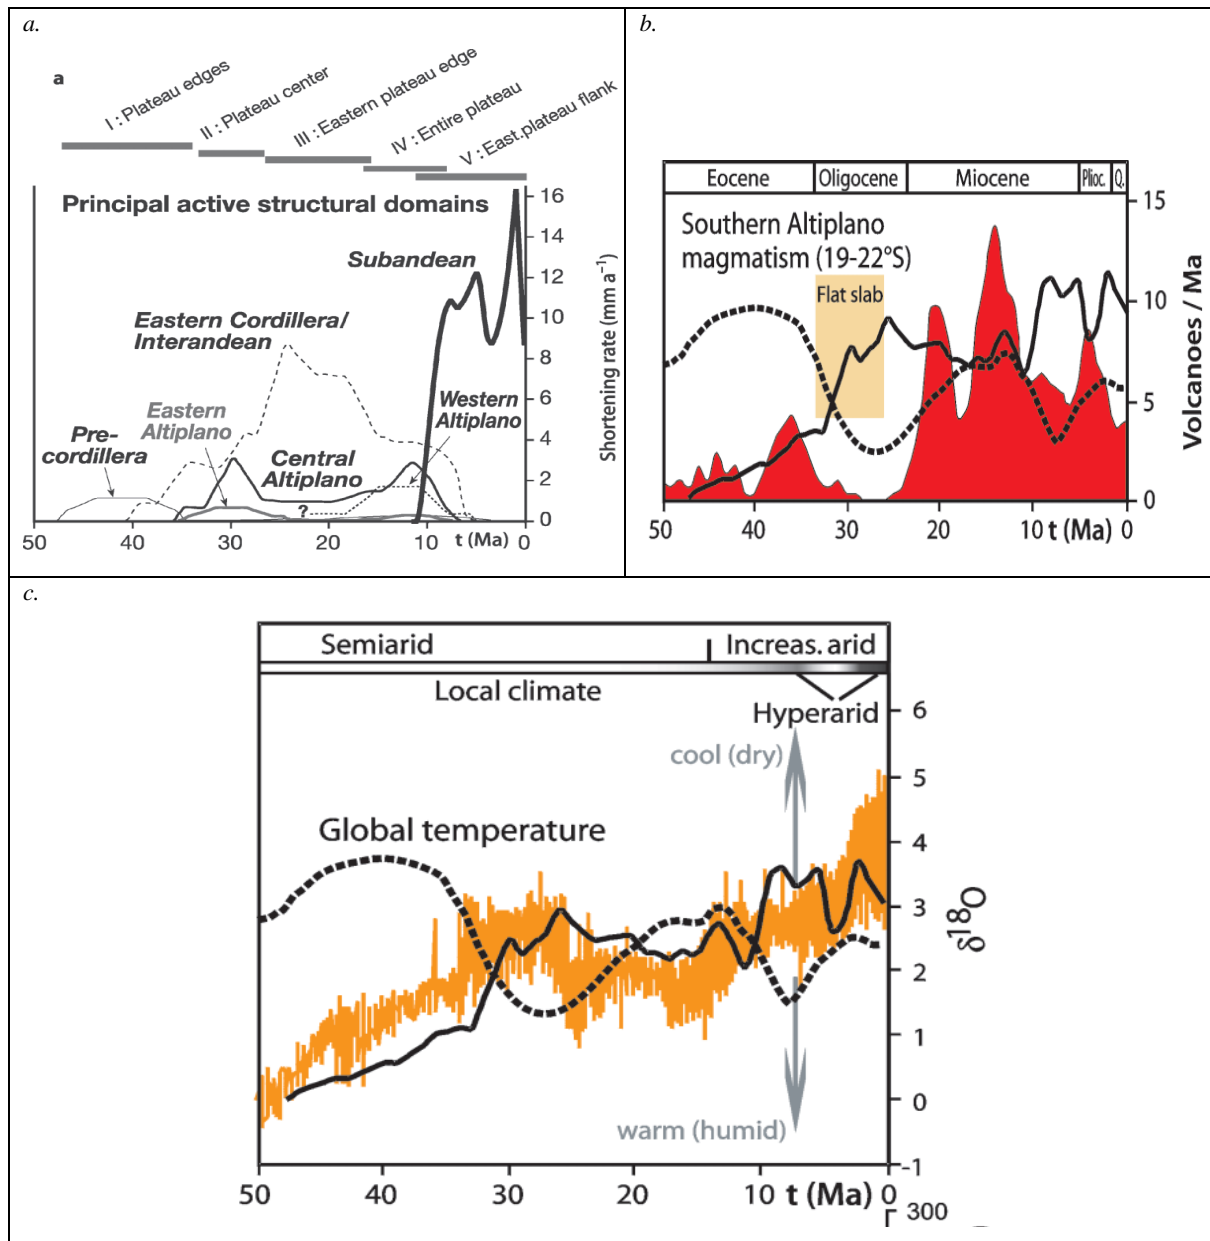 a.
a
I : Plateau edges
II : Plateau center
III : Eastern plateau edge
IV : Entire plateau
V : East.plateau flank
Principal active structural domains
Subandean
Eastern Cordillera/
Interandean
Eastern
Altiplano
Western
Altiplano
Pre-
cordillera
Central
Altiplano
?
16
14
12
10
8
6
4
2
0
Shortening rate (mm a⁻¹)
50 40 30 20 10 t (Ma) 0
b.
Eocene Oligocene Miocene Plioc. Q.
Southern Altiplano
magmatism (19-22°S)
Flat slab
15
10
5
0
Volcanoes / Ma
50 40 30 20 10 t (Ma) 0
c.
Semiarid Increas. arid
Local climate
Hyperarid
cool (dry)
Global temperature
warm (humid)
6
5
4
3
2
1
0
-1
δ¹⁸O
50 40 30 20 10 t (Ma) 0
300